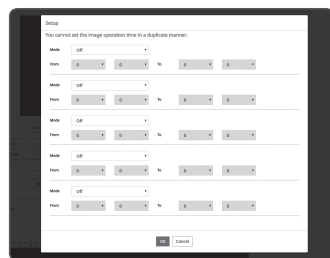 Setup
You cannot set the image operation time in a duplicate manner.
Mode Off
From 0 0 To 0 0
Mode Off
From 0 0 To 0 0
Mode Off
From 0 0 To 0 0
Mode Off
From 0 0 To 0 0
Mode Off
From 0 0 To 0 0
OK Cancel